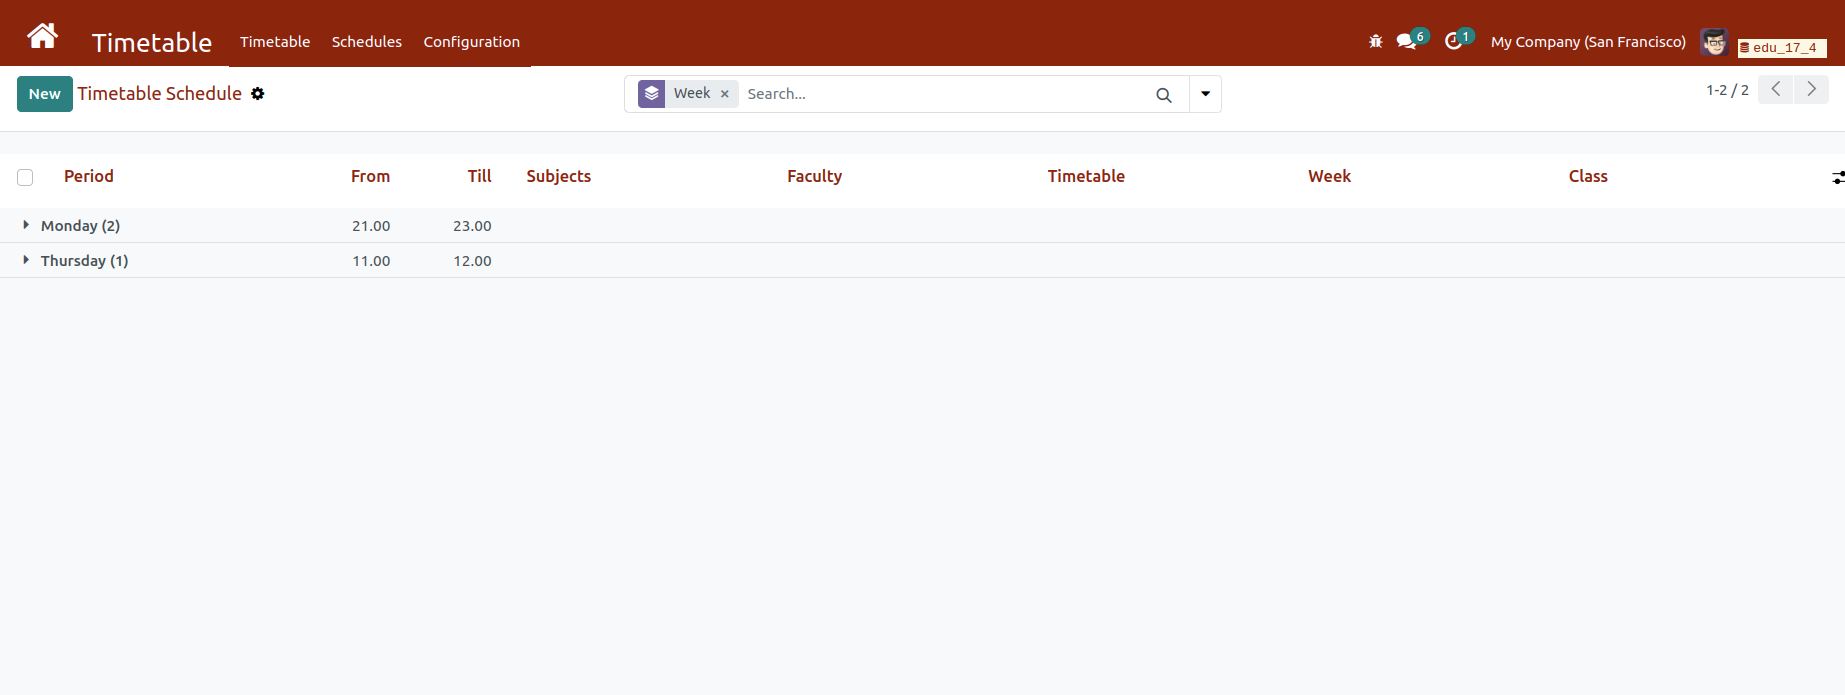 Timetable Timetable Schedules Configuration 6 1 My Company (San Francisco) edu_17_4
New Timetable Schedule Week × Search... 1-2 / 2
Period From Till Subjects Faculty Timetable Week Class
Monday (2) 21.00 23.00
Thursday (1) 11.00 12.00